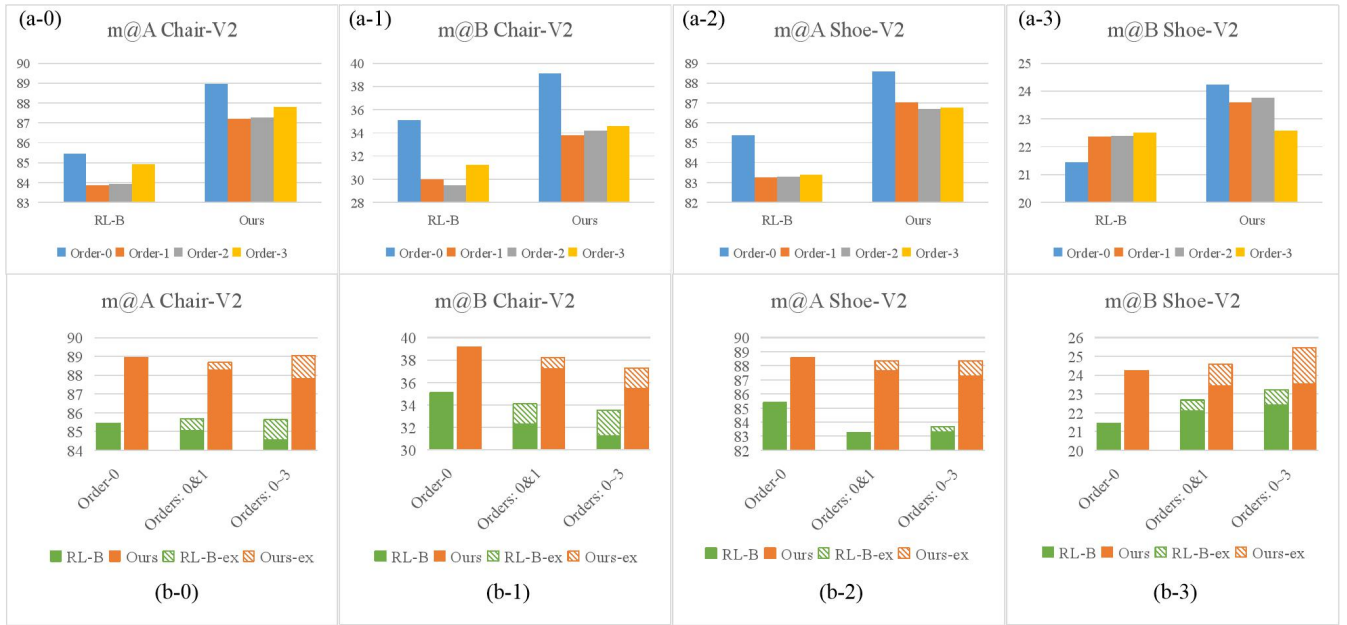 (a-0)
m@A Chair-V2
90
89
88
87
86
85
84
83
RL-B
Ours
Order-0 Order-1 Order-2 Order-3
(a-1)
m@B Chair-V2
40
38
36
34
32
30
28
RL-B
Ours
Order-0 Order-1 Order-2 Order-3
(a-2)
m@A Shoe-V2
89
88
87
86
85
84
83
82
RL-B
Ours
Order-0 Order-1 Order-2 Order-3
(a-3)
m@B Shoe-V2
25
24
23
22
21
20
RL-B
Ours
Order-0 Order-1 Order-2 Order-3
m@A Chair-V2
90
89
88
87
86
85
84
Order-0
Orders: 0&1
Orders: 0~3
RL-B Ours RL-B-ex Ours-ex
(b-0)
m@B Chair-V2
40
38
36
34
32
30
Order-0
Orders: 0&1
Orders: 0~3
RL-B Ours RL-B-ex Ours-ex
(b-1)
m@A Shoe-V2
90
89
88
87
86
85
84
83
82
Order-0
Orders: 0&1
Orders: 0~3
RL-B Ours RL-B-ex Ours-ex
(b-2)
m@B Shoe-V2
26
25
24
23
22
21
20
Order-0
Orders: 0&1
Orders: 0~3
RL-B Ours RL-B-ex Ours-ex
(b-3)